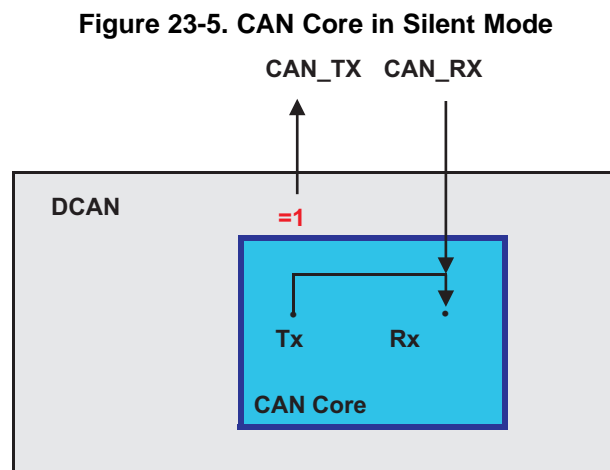 Figure 23-5. CAN Core in Silent Mode
CAN_TX CAN_RX
DCAN
=1
Tx Rx
CAN Core